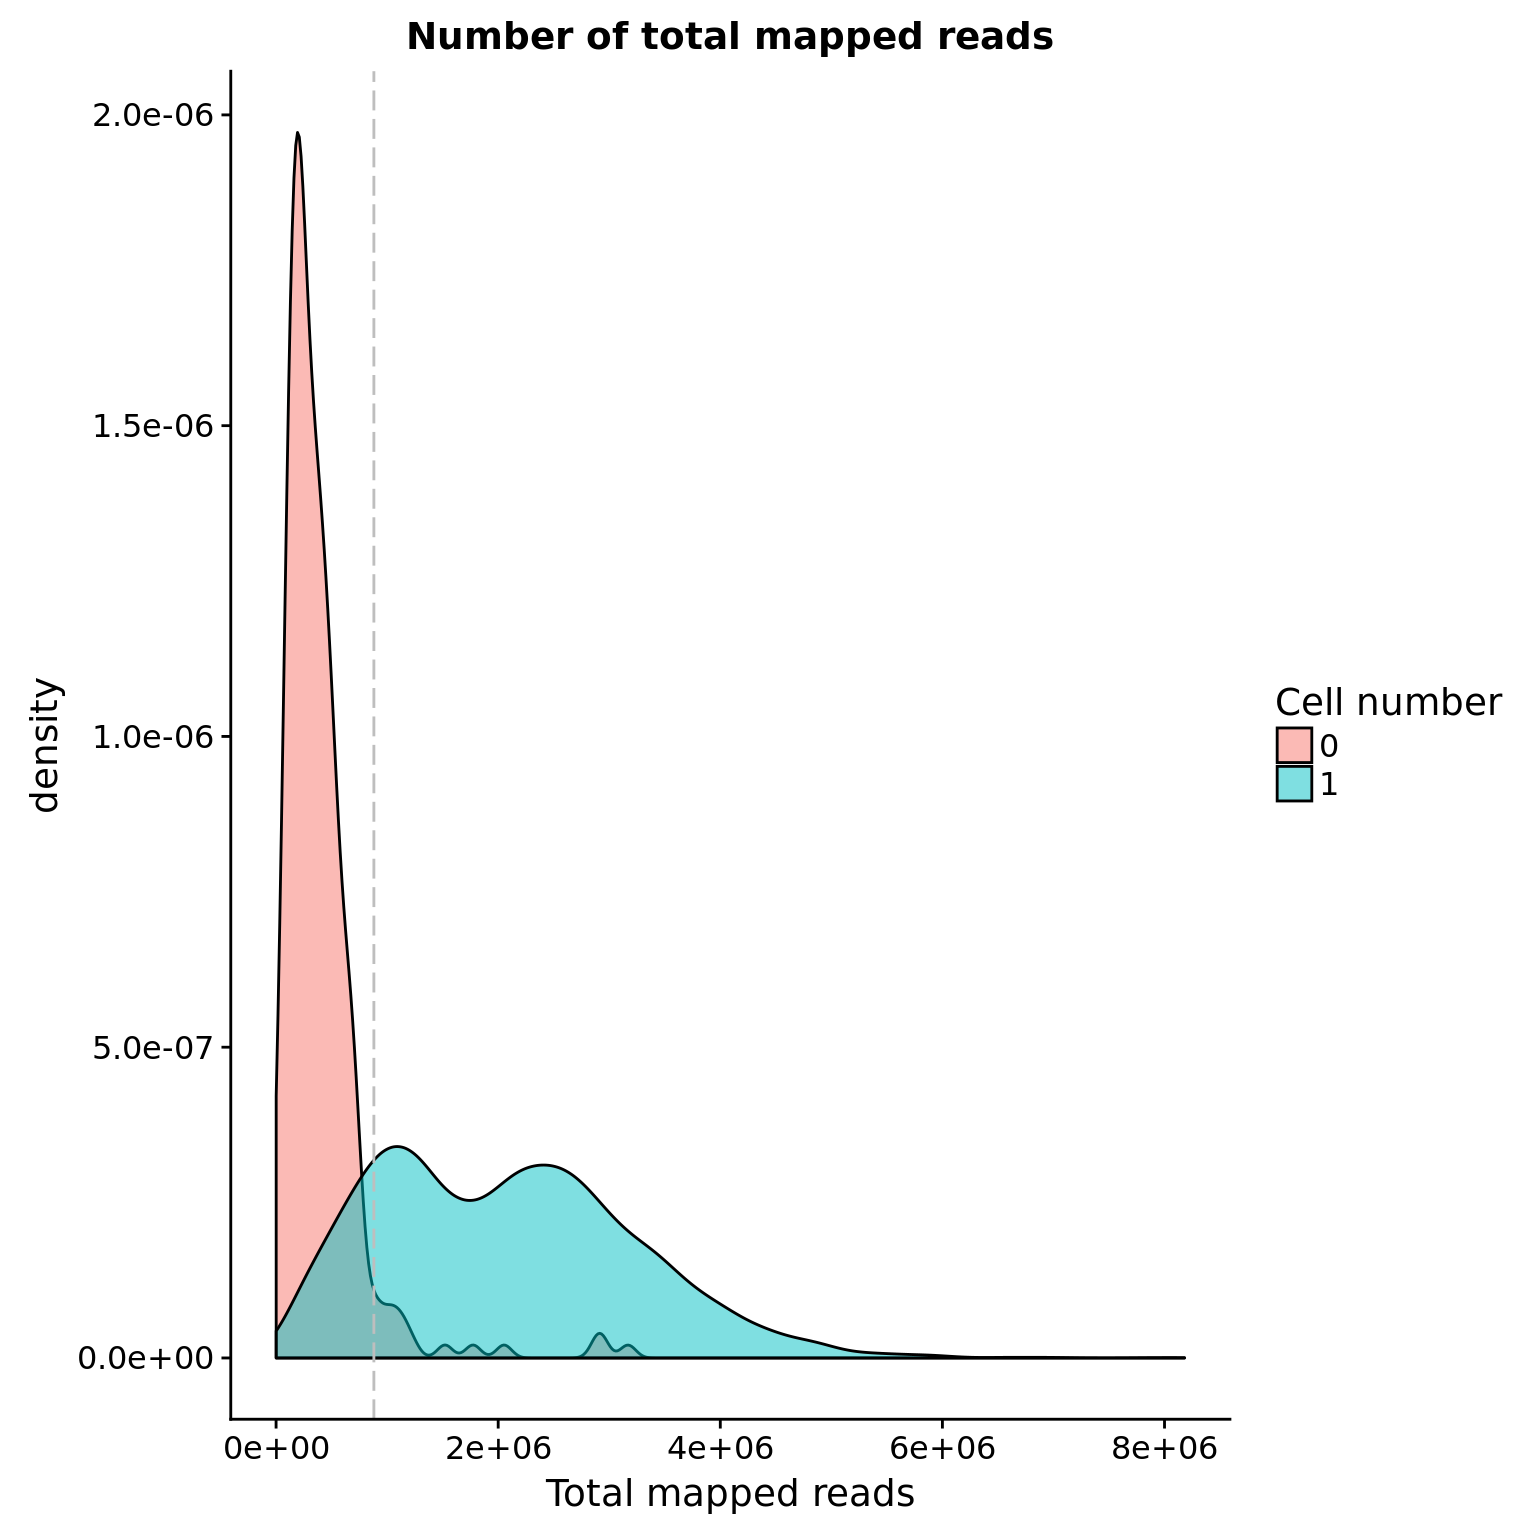 Number of total mapped reads
2.0e-06
1.5e-06
1.0e-06
5.0e-07
0.0e+00
density
0e+00 2e+06 4e+06 6e+06 8e+06
Total mapped reads
Cell number
0
1